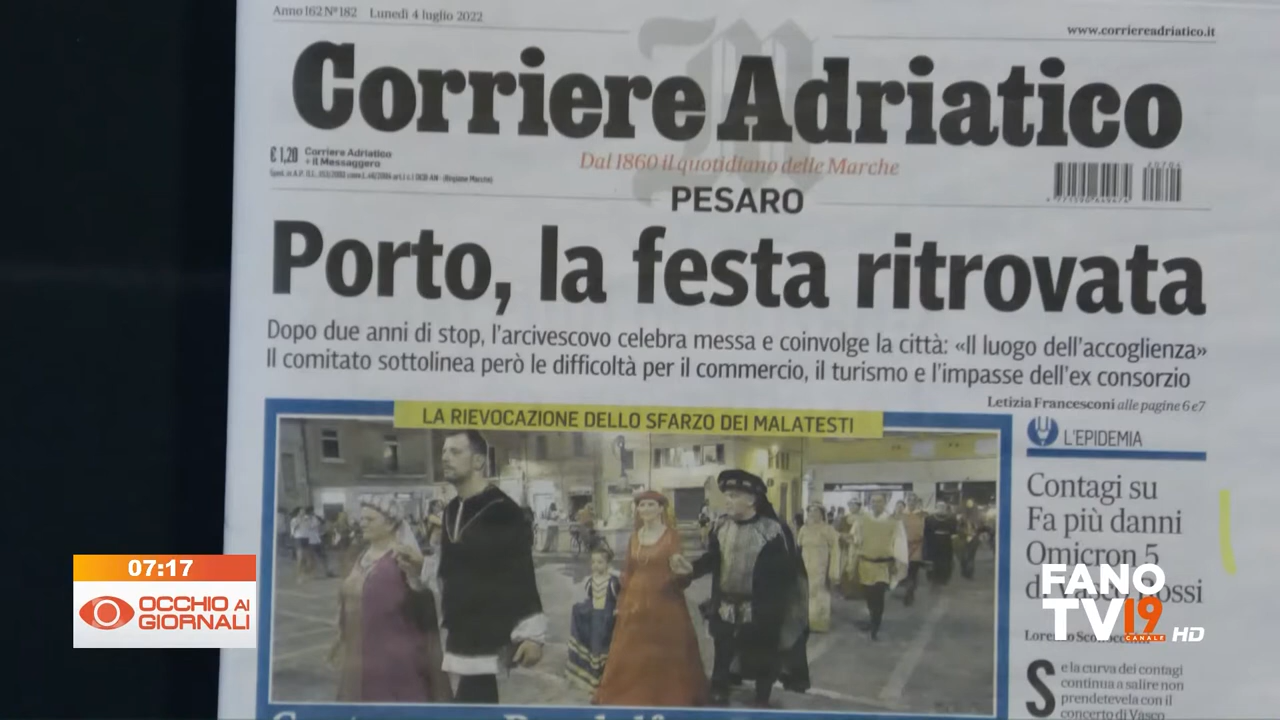 Anno 162 N° 182 Lunedì 4 luglio 2022
www.corriereadriatico.it
Corriere Adriatico
€ 1,20 Corriere Adriatico
+ il Messaggero
Dal 1860 il quotidiano delle Marche
PESARO
Porto, la festa ritrovata
Dopo due anni di stop, l'arcivescovo celebra messa e coinvolge la città: «Il luogo dell'accoglienza»
Il comitato sottolinea però le difficoltà per il commercio, il turismo e l'impasse dell'ex consorzio
Letizia Francesconi alle pagine 6 e 7
LA RIEVOCAZIONE DELLO SFARZO DEI MALATESTI
L'EPIDEMIA
Contagi su
Fa più danni
Omicron 5
di Vasco Rossi
Lorenzo
Se la curva dei contagi
continua a salire non
prendetevela con il
concerto di Vasco
07:17
OCCHIO AI
GIORNALI
FANO
TV19
CANALE HD